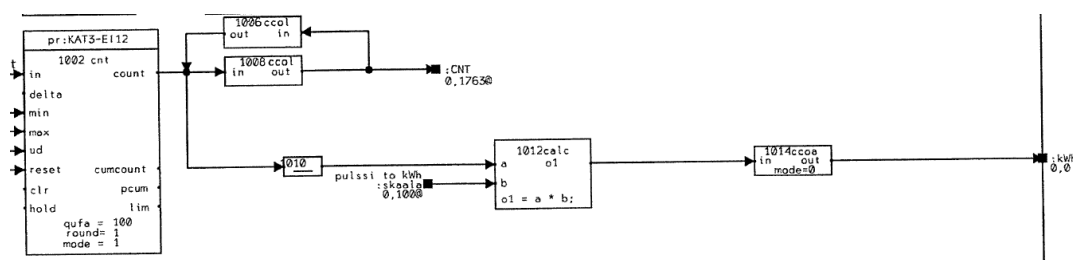 pr:KAT3-EI12
1002 cnt
t
in count
delta
min
max
ud
reset cumcount
clr pcum
hold lim
qufa = 100
round= 1
mode = 1
1006ccol
out in
1008ccol
in out
:CNT
0,1763@
1010
pulssi to kWh
:skaala
0,100@
1012calc
a o1
b
o1 = a * b;
1014ccoa
in out
mode=0
:kWh
0,0